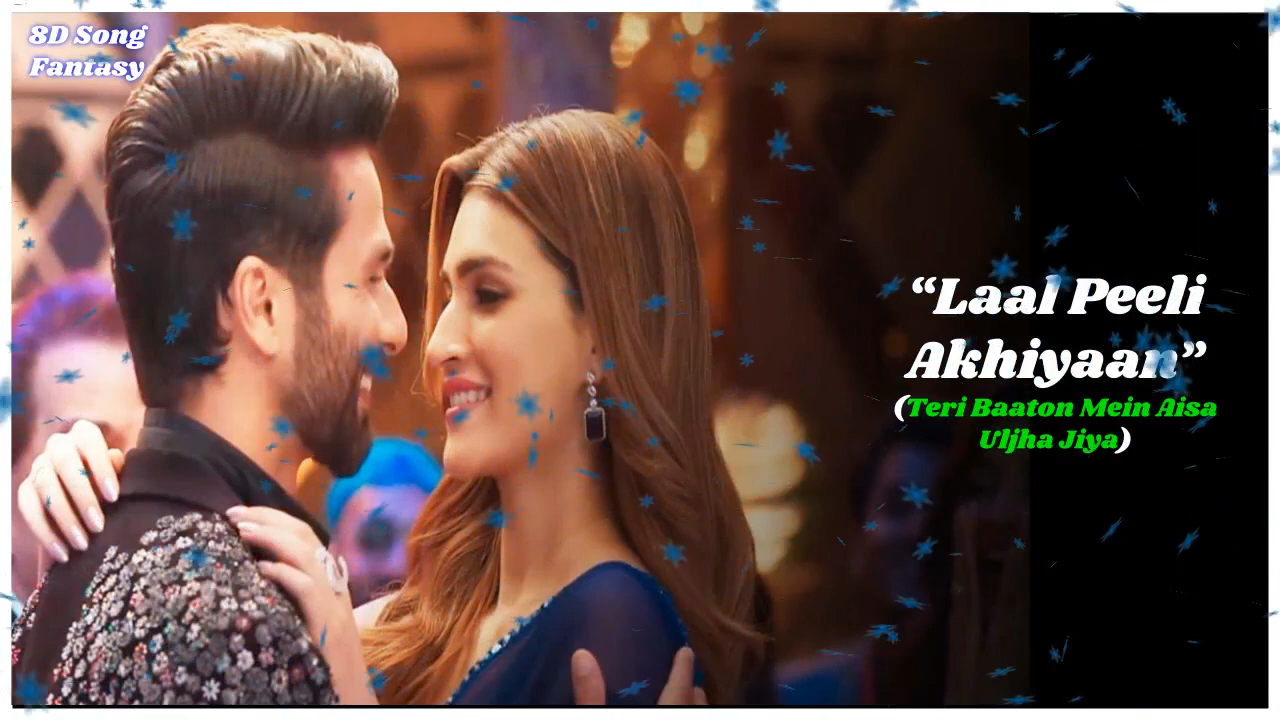 8D Song
Fantasy
“Laal Peeli
Akhiyaan”
(Teri Baaton Mein Aisa
Uljha Jiya)